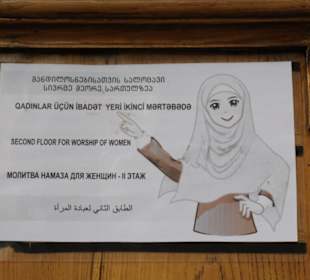 მანდილოსნებისათვის სალოცავი
სივრცე მეორე სართულზეა
QADINLAR ÜÇÜN İBADƏT YERİ İKİNCİ MƏRTƏBƏDƏ
SECOND FLOOR FOR WORSHIP OF WOMEN
МОЛИТВА НАМАЗА ДЛЯ ЖЕНЩИН - II ЭТАЖ
الطابق الثاني لعبادة المرأة